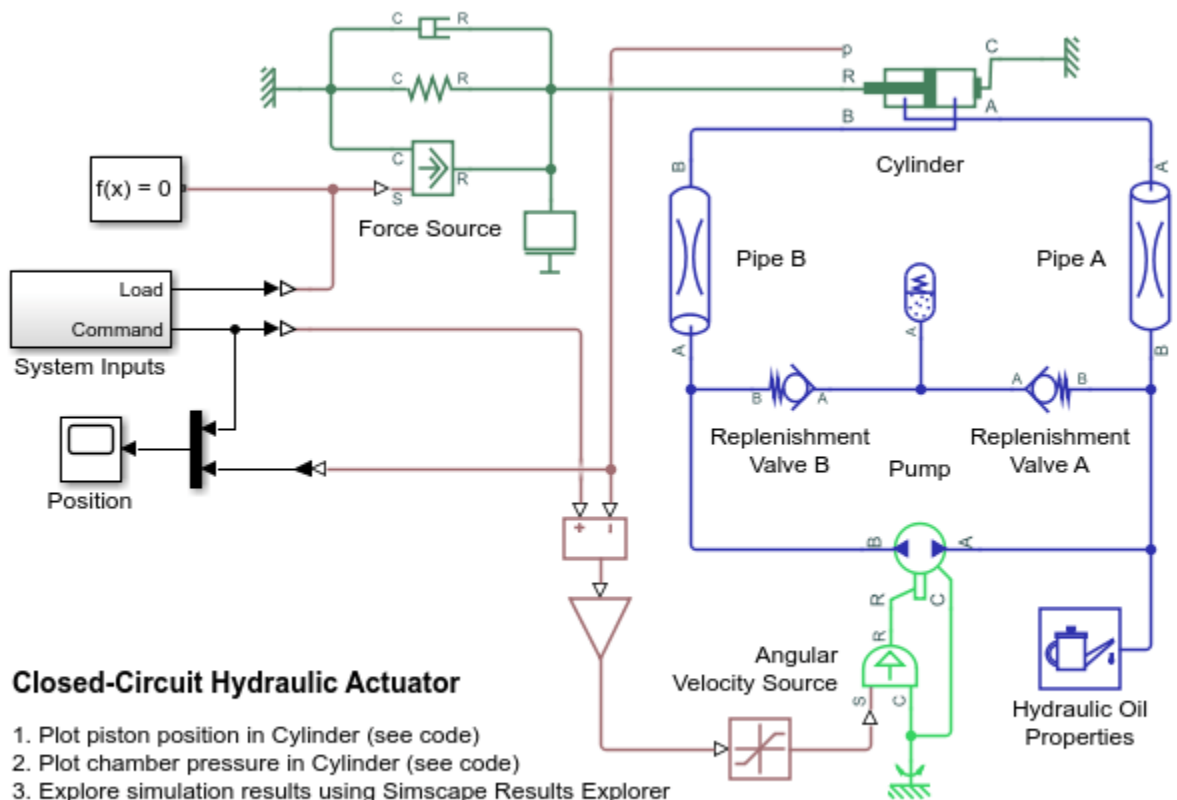 C R
p
C
C R
R
B
A
Cylinder
C
R
S
f(x) = 0
Force Source
B
A
Pipe B
Pipe A
Load
Command
System Inputs
A
A
B
B
A
A
B
Replenishment
Valve B
Replenishment
Valve A
Pump
Position
+
-
B
A
R
C
R
Angular
Velocity Source
S
C
Hydraulic Oil
Properties
Closed-Circuit Hydraulic Actuator
1. Plot piston position in Cylinder (see code)
2. Plot chamber pressure in Cylinder (see code)
3. Explore simulation results using Simscape Results Explorer